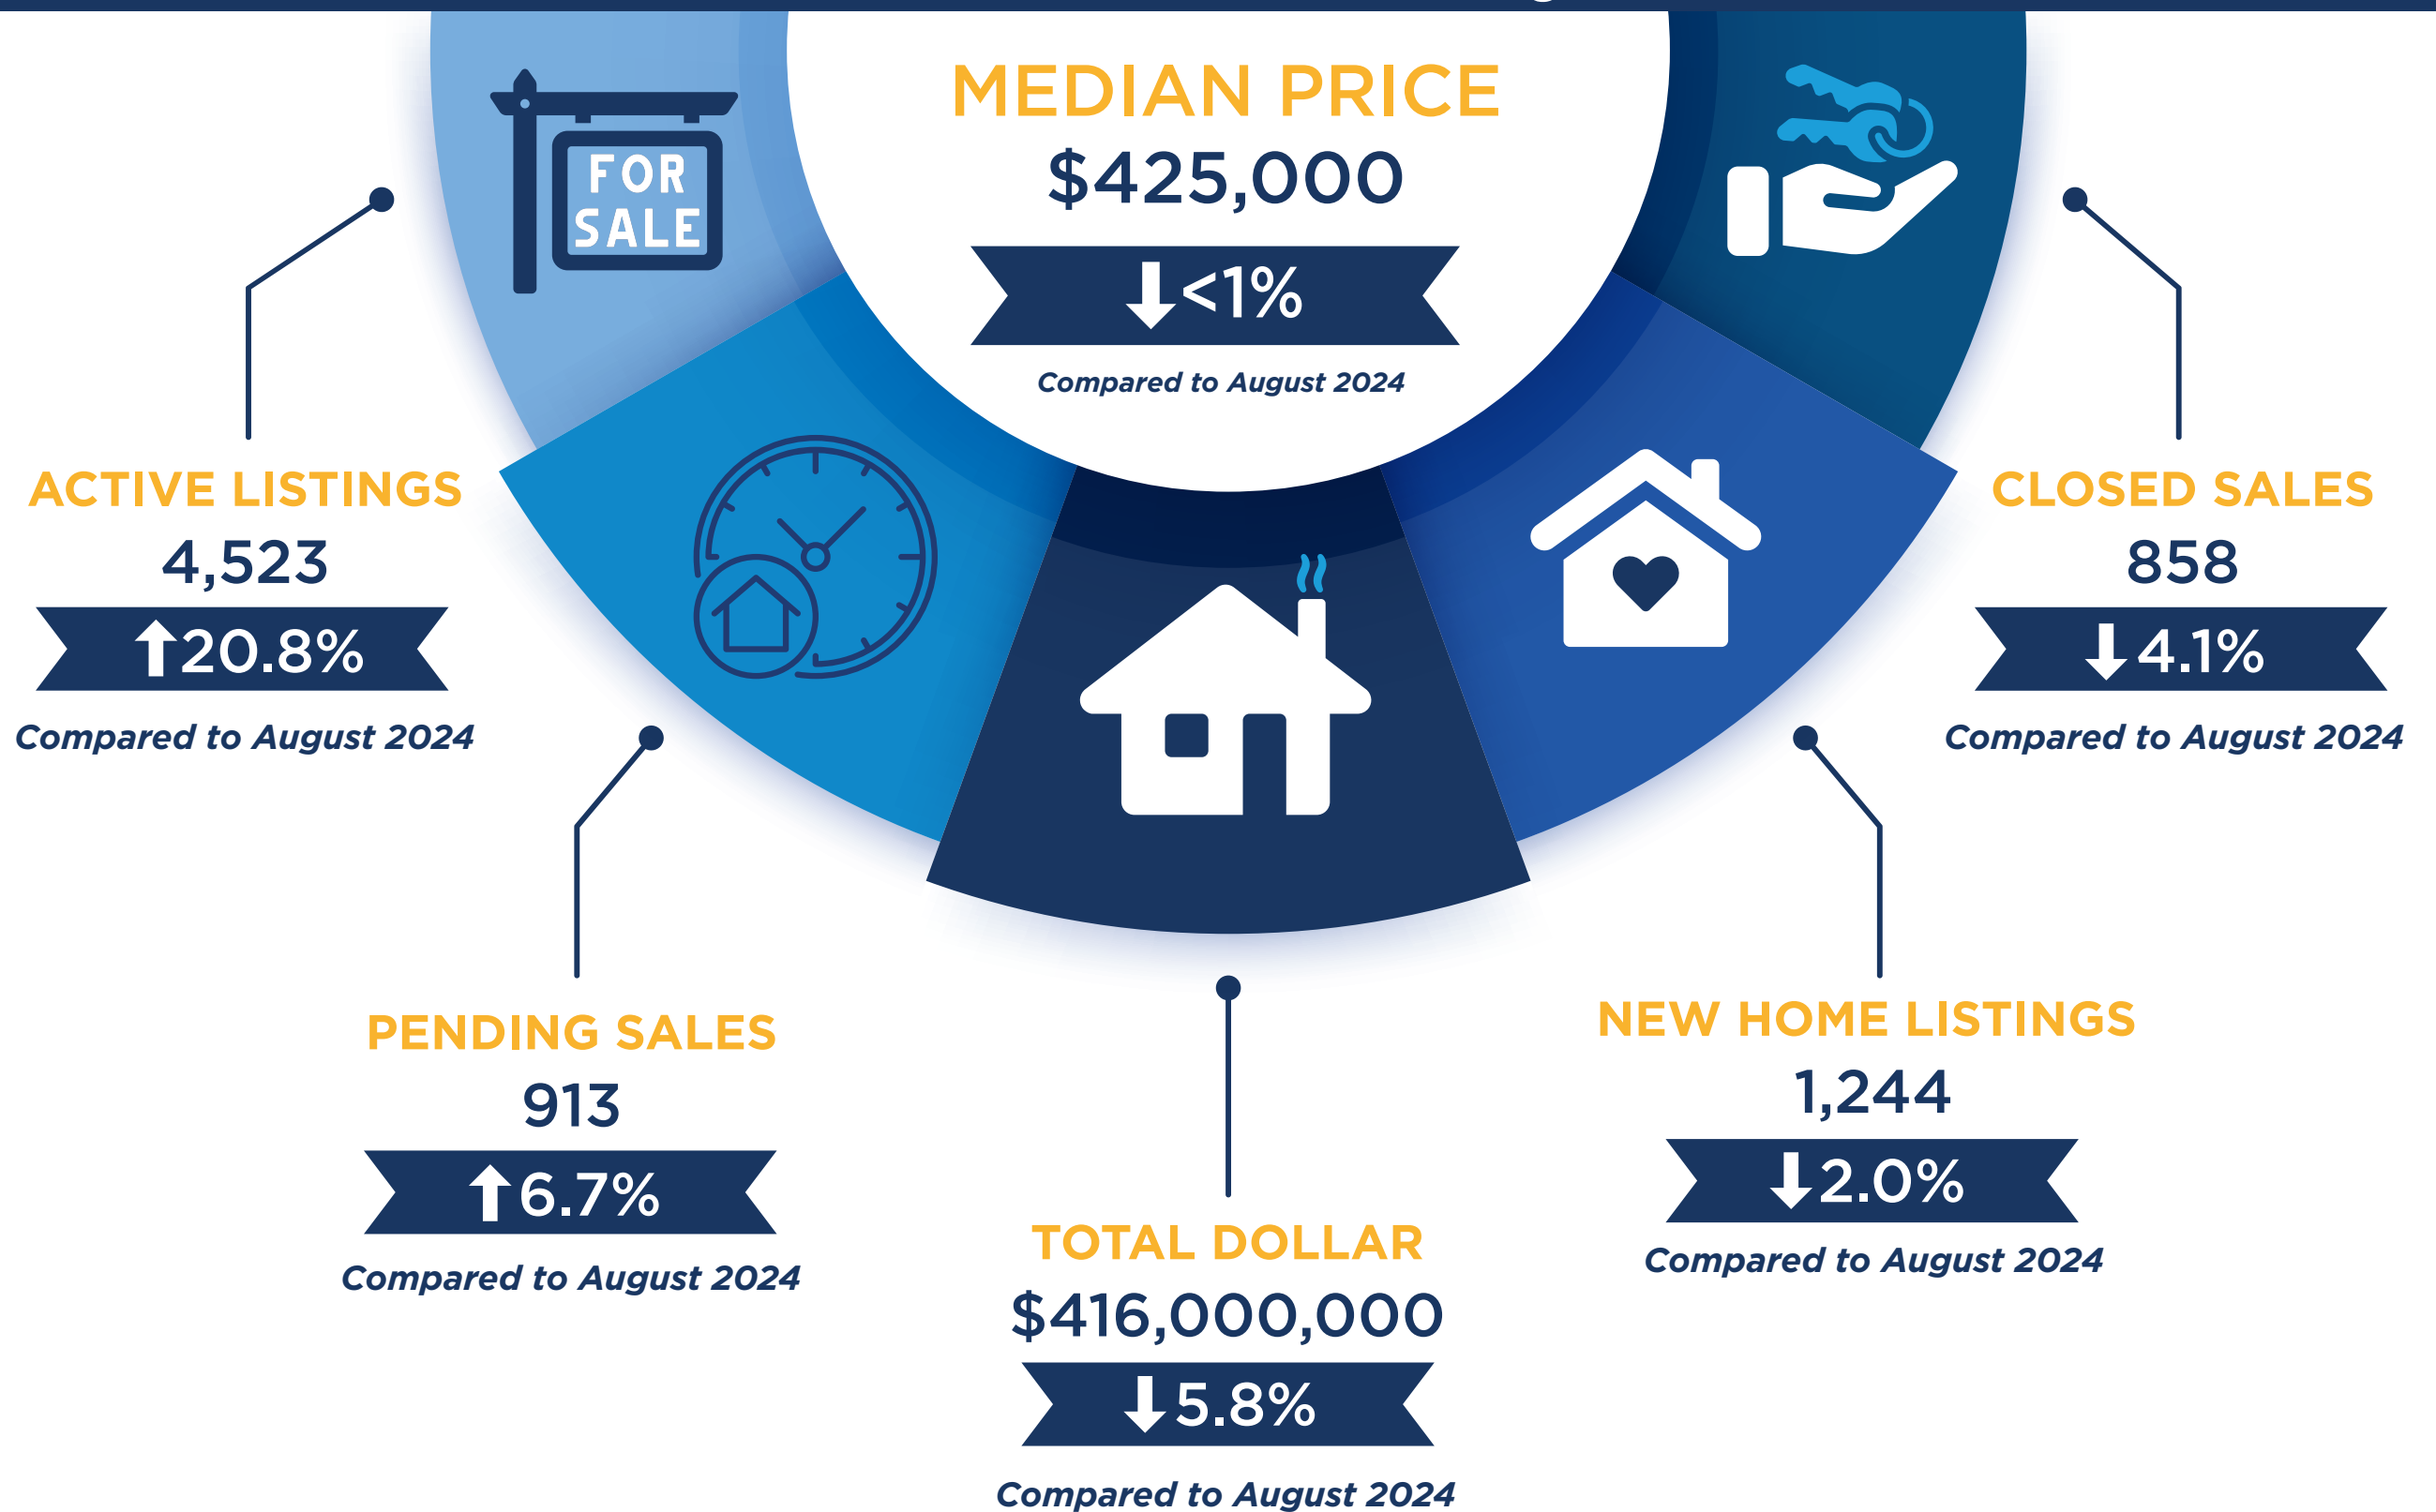 MEDIAN PRICE
$425,000
<1%
Compared to August 2024
FOR
SALE
ACTIVE LISTINGS
4,523
20.8%
Compared to August 2024
CLOSED SALES
858
4.1%
Compared to August 2024
PENDING SALES
913
6.7%
Compared to August 2024
NEW HOME LISTINGS
1,244
2.0%
Compared to August 2024
TOTAL DOLLAR
$416,000,000
5.8%
Compared to August 2024